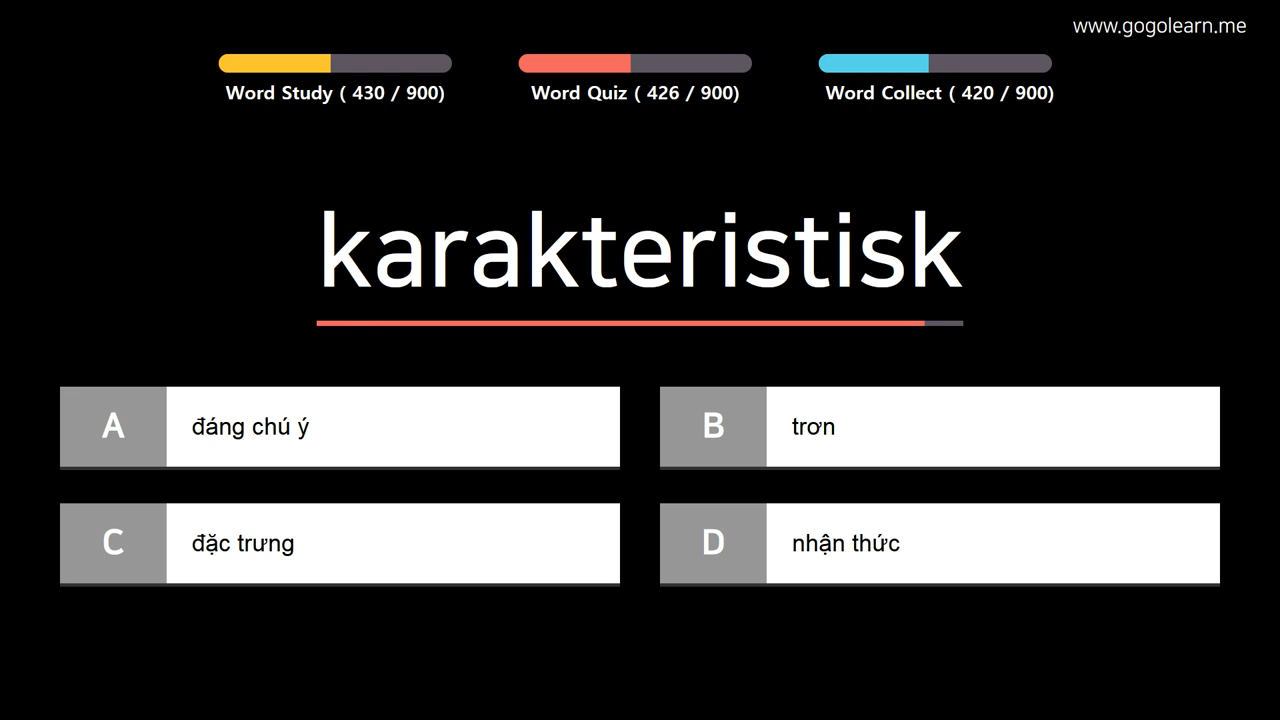 www.gogolearn.me
Word Study ( 430 / 900)
Word Quiz ( 426 / 900)
Word Collect ( 420 / 900)
karakteristisk
A đáng chú ý
B trơn
C đặc trưng
D nhận thức